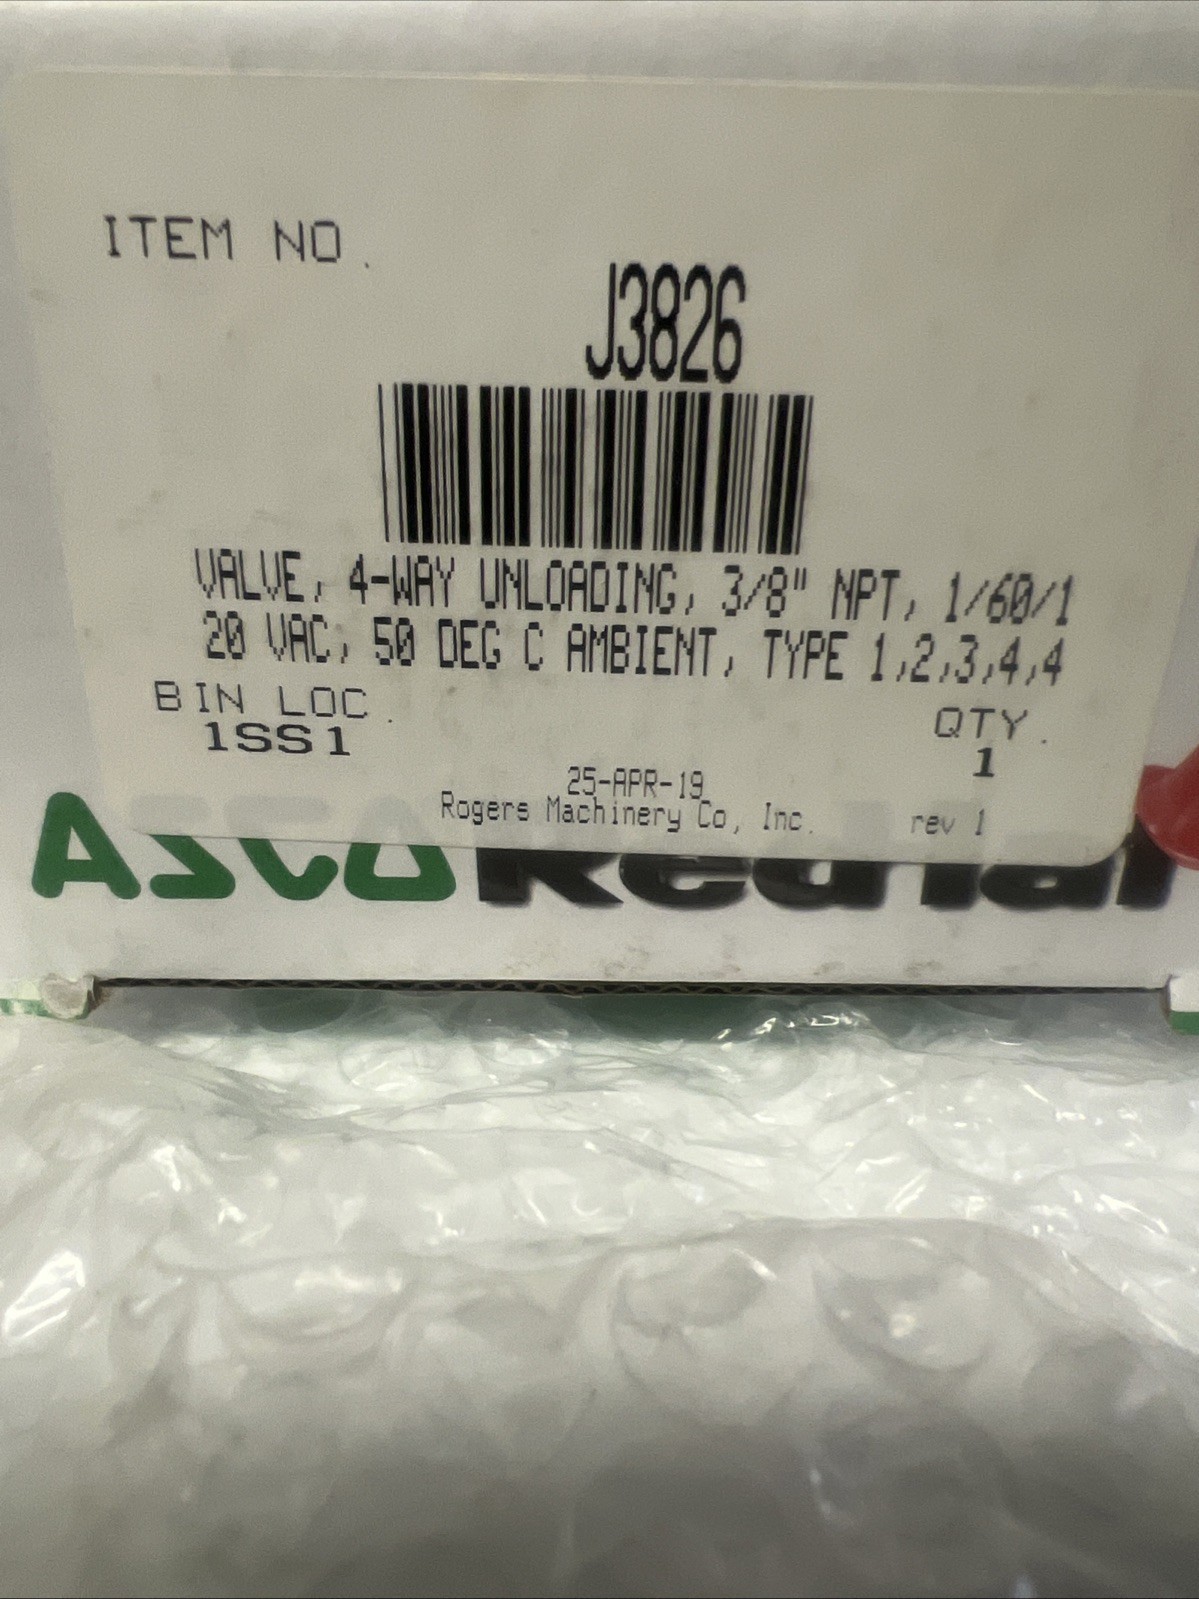 ITEM NO.
J3826
VALVE, 4-WAY UNLOADING, 3/8" NPT, 1/60/1
20 VAC, 50 DEG C AMBIENT, TYPE 1,2,3,4,4
BIN LOC.
1SS1
QTY.
1
25-APR-19
Rogers Machinery Co, Inc.
rev 1
ASCO RedHat